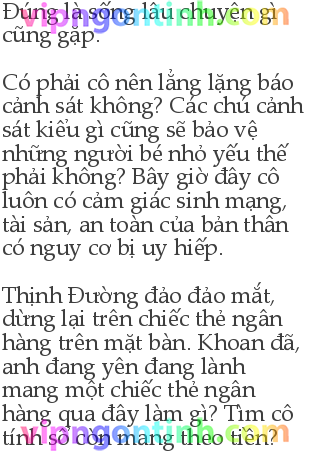 Đúng là sống lâu chuyện gì
vipngontinh.com
cũng gặp.
Có phải cô nên lẳng lặng báo
cảnh sát không? Các chú cảnh
sát kiểu gì cũng sẽ bảo vệ
những người bé nhỏ yếu thế
phải không? Bây giờ đây cô
luôn có cảm giác sinh mạng,
tài sản, an toàn của bản thân
có nguy cơ bị uy hiếp.
Thịnh Đường đảo đảo mắt,
dừng lại trên chiếc thẻ ngân
hàng trên mặt bàn. Khoan đã,
anh đang yên đang lành
mang một chiếc thẻ ngân
hàng qua đây làm gì? Tìm cô
tính sổ còn mang theo tiền?
vipngontinh.com